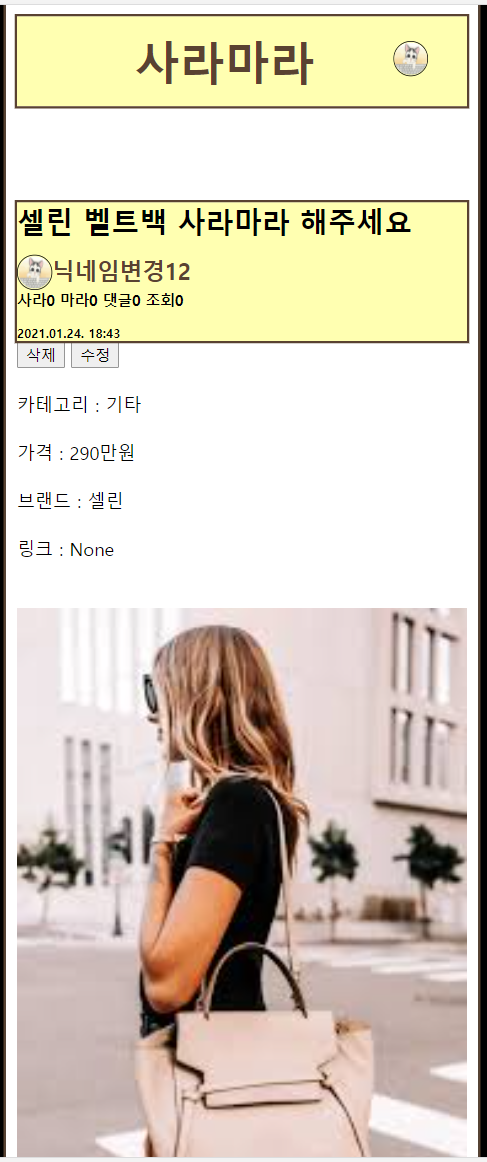 사라마라
셀린 벨트백 사라마라 해주세요
닉네임변경12
사라0 마라0 댓글0 조회0
2021.01.24. 18:43
삭제 수정
카테고리 : 기타
가격 : 290만원
브랜드 : 셀린
링크 : None